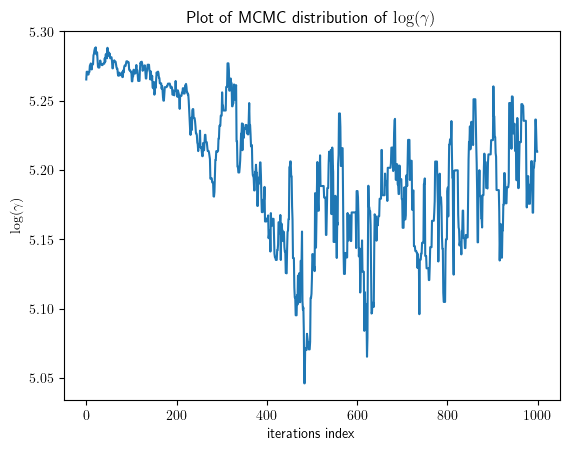 Plot of MCMC distribution of log(γ)
5.30
5.25
5.20
5.15
5.10
5.05
log(γ)
0 200 400 600 800 1000
iterations index